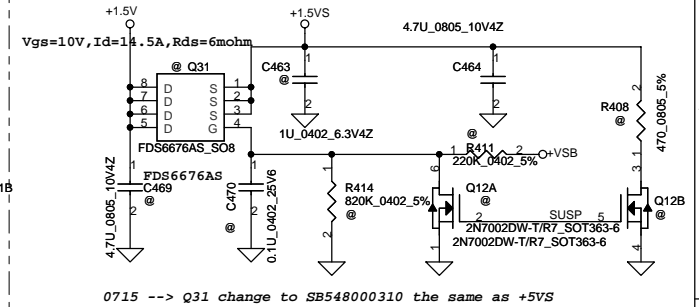 +1.5V
+1.5VS
Vgs=10V,Id=14.5A,Rds=6mohm
4.7U_0805_10V4Z
@ Q31
8 D S 1
7 D S 2
6 D S 3
5 D G 4
FDS6676AS_SO8
FDS6676AS
1
C463
@
2
1U_0402_6.3V4Z
1
C464
2
2
R408
@
1
470_0805_5%
@
1 R411 2
220K_0402_5%
+VSB
1B
1
C469
@
2
4.7U_0805_10V4Z
1
C470
@
2
0.1U_0402_25V6
1
R414
820K_0402_5%
@
2
6
Q12A
@
2
1
SUSP
5
3
Q12B
@
4
2N7002DW-T/R7_SOT363-6
2N7002DW-T/R7_SOT363-6
0715 --> Q31 change to SB548000310 the same as +5VS